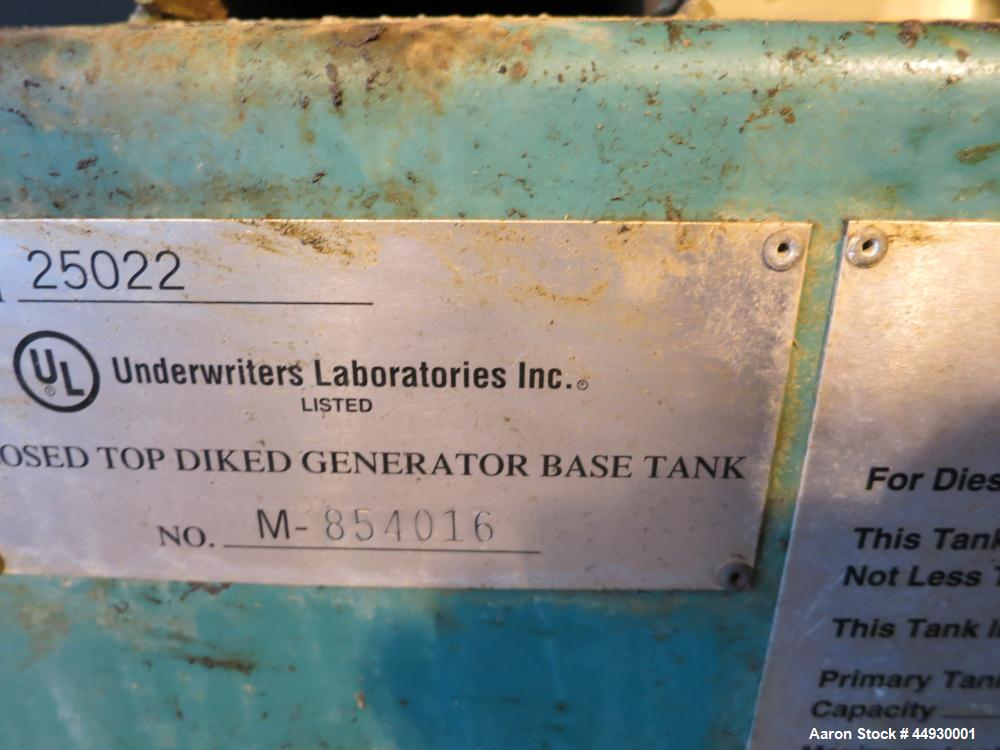 25022
UL ®
Underwriters Laboratories Inc.®
LISTED
OSED TOP DIKED GENERATOR BASE TANK
NO. M-854016
For Dies
This Tank
Not Less
This Tank
Primary Tan
Capacity
Aaron Stock# 44930001